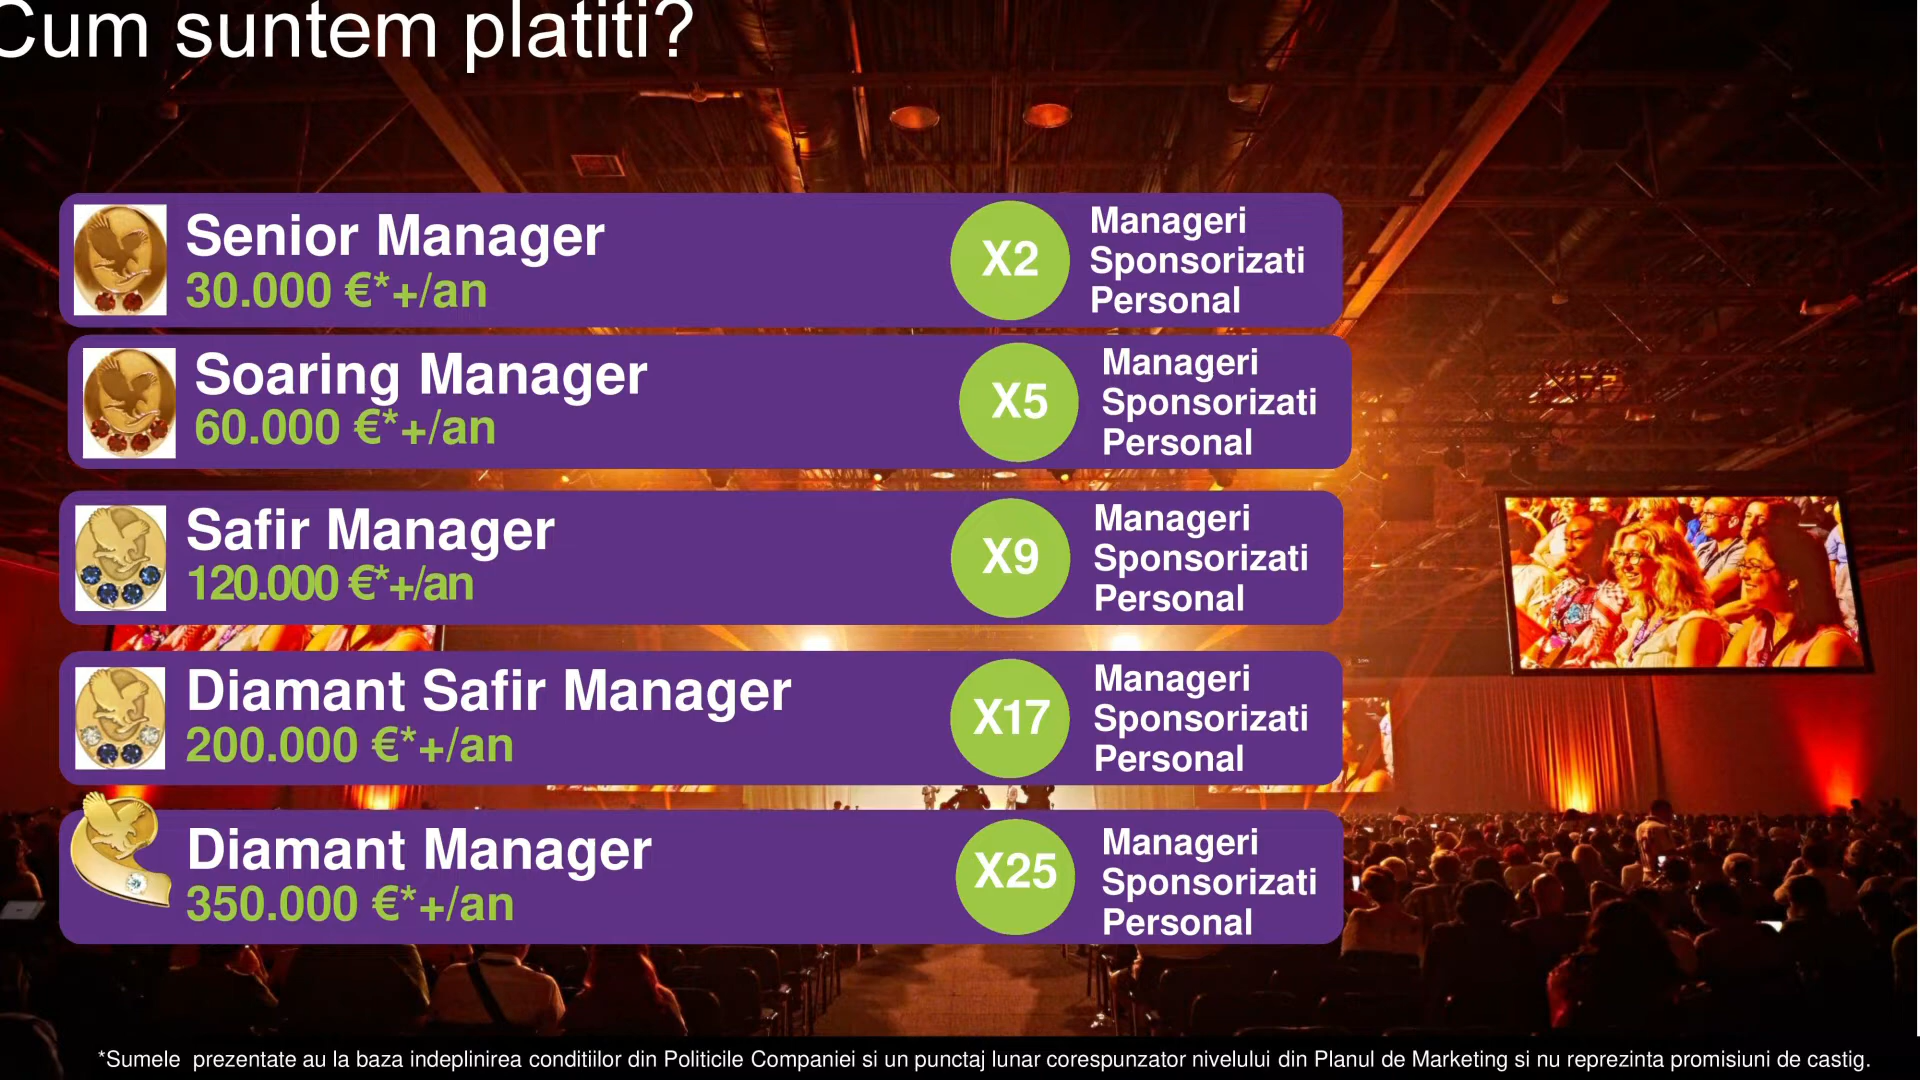 Cum suntem platiti?
Senior Manager
30.000 €*+/an
X2
Manageri
Sponsorizati
Personal
Soaring Manager
60.000 €*+/an
X5
Manageri
Sponsorizati
Personal
Safir Manager
120.000 €*+/an
X9
Manageri
Sponsorizati
Personal
Diamant Safir Manager
200.000 €*+/an
X17
Manageri
Sponsorizati
Personal
Diamant Manager
350.000 €*+/an
X25
Manageri
Sponsorizati
Personal
*Sumele prezentate au la baza indeplinirea conditiilor din Politicile Companiei si un punctaj lunar corespunzator nivelului din Planul de Marketing si nu reprezinta promisiuni de castig.